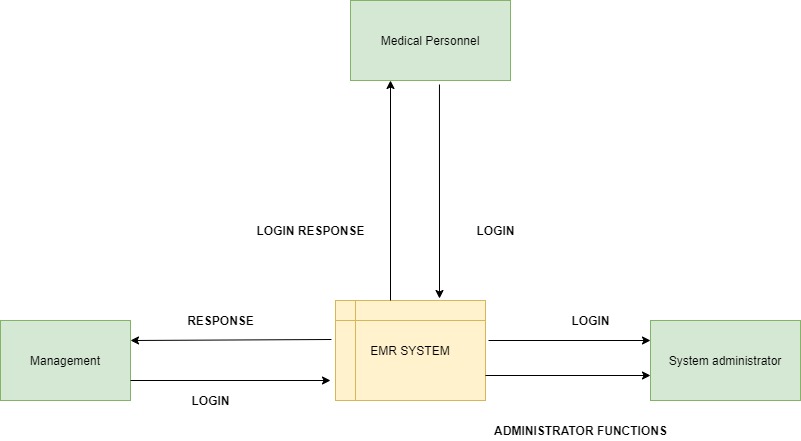 Medical Personnel
LOGIN RESPONSE
LOGIN
RESPONSE
LOGIN
Management
EMR SYSTEM
System administrator
LOGIN
ADMINISTRATOR FUNCTIONS